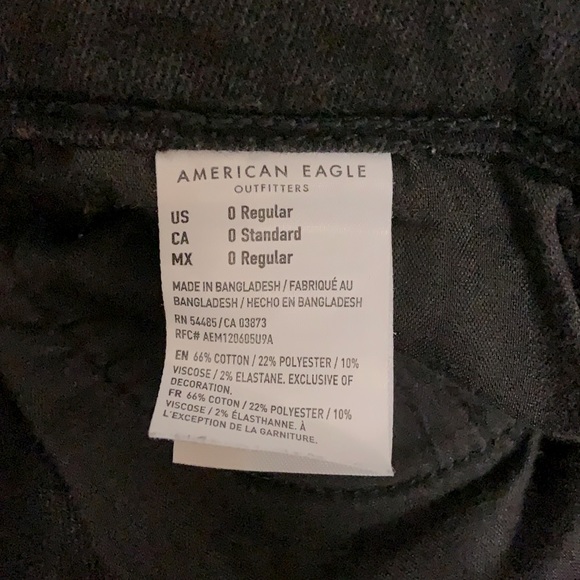 AMERICAN EAGLE
OUTFITTERS
US 0 Regular
CA 0 Standard
MX 0 Regular
MADE IN BANGLADESH / FABRIQUÉ AU
BANGLADESH / HECHO EN BANGLADESH
RN 54485 / CA 03873
RFC# AEM120605U9A
EN 66% COTTON / 22% POLYESTER / 10%
VISCOSE / 2% ELASTANE. EXCLUSIVE OF
DECORATION.
FR 66% COTON / 22% POLYESTER / 10%
VISCOSE / 2% ÉLASTHANNE. À
L'EXCEPTION DE LA GARNITURE.